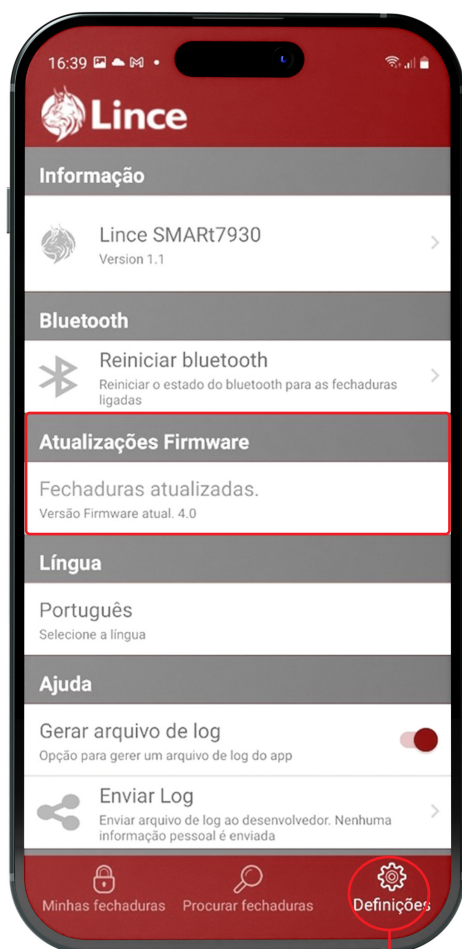 16:39
Lince
Informação
Lince SMARt7930
Version 1.1
Bluetooth
Reiniciar bluetooth
Reiniciar o estado do bluetooth para as fechaduras
ligadas
Atualizações Firmware
Fechaduras atualizadas.
Versão Firmware atual. 4.0
Língua
Português
Selecione a língua
Ajuda
Gerar arquivo de log
Opção para gerer um arquivo de log do app
Enviar Log
Enviar arquivo de log ao desenvolvedor. Nenhuma
informação pessoal é enviada
Minhas fechaduras Procurar fechaduras Definições